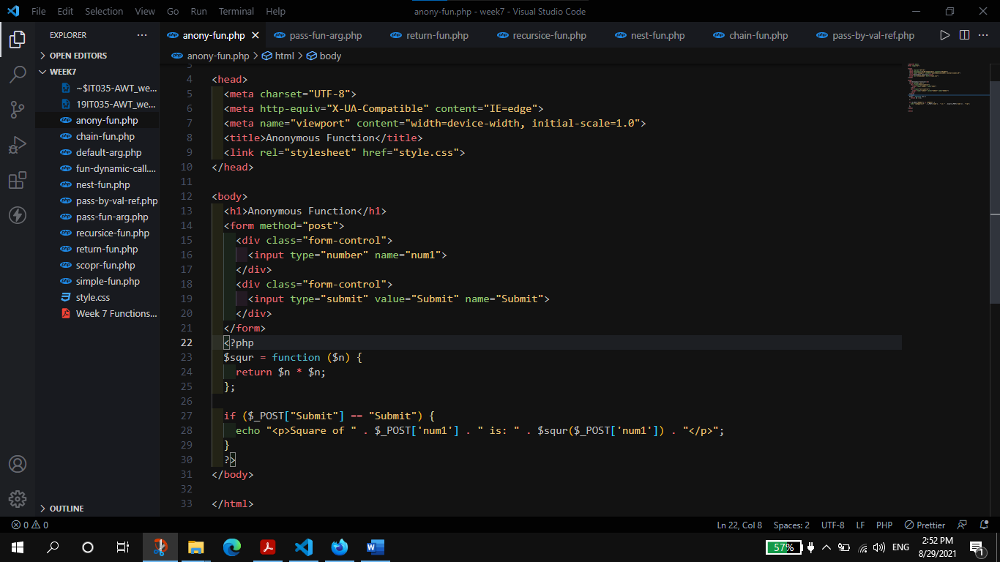 File Edit Selection View Go Run Terminal Help anony-fun.php - week7 - Visual Studio Code
EXPLORER
OPEN EDITORS
WEEK7
~$IT035-AWT_we...
19IT035-AWT_we...
anony-fun.php
chain-fun.php
default-arg.php
fun-dynamic-call....
nest-fun.php
pass-by-val-ref.php
pass-fun-arg.php
recursice-fun.php
return-fun.php
scopr-fun.php
simple-fun.php
style.css
Week 7 Functions...
OUTLINE
anony-fun.php pass-fun-arg.php return-fun.php recursice-fun.php nest-fun.php chain-fun.php pass-by-val-ref.php
anony-fun.php > html > body
3
4 <head>
5 <meta charset="UTF-8">
6 <meta http-equiv="X-UA-Compatible" content="IE=edge">
7 <meta name="viewport" content="width=device-width, initial-scale=1.0">
8 <title>Anonymous Function</title>
9 <link rel="stylesheet" href="style.css">
10 </head>
11
12 <body>
13 <h1>Anonymous Function</h1>
14 <form method="post">
15 <div class="form-control">
16 <input type="number" name="num1">
17 </div>
18 <div class="form-control">
19 <input type="submit" value="Submit" name="Submit">
20 </div>
21 </form>
22 <?php
23 $squr = function ($n) {
24 return $n * $n;
25 };
26
27 if ($_POST["Submit"] == "Submit") {
28 echo "<p>Square of " . $_POST['num1'] . " is: " . $squr($_POST['num1']) . "</p>";
29 }
30 ?>
31 </body>
32
33 </html>
0 0 Ln 22, Col 8 Spaces: 2 UTF-8 LF PHP Prettier
57% ENG 2:52 PM
8/29/2021 1